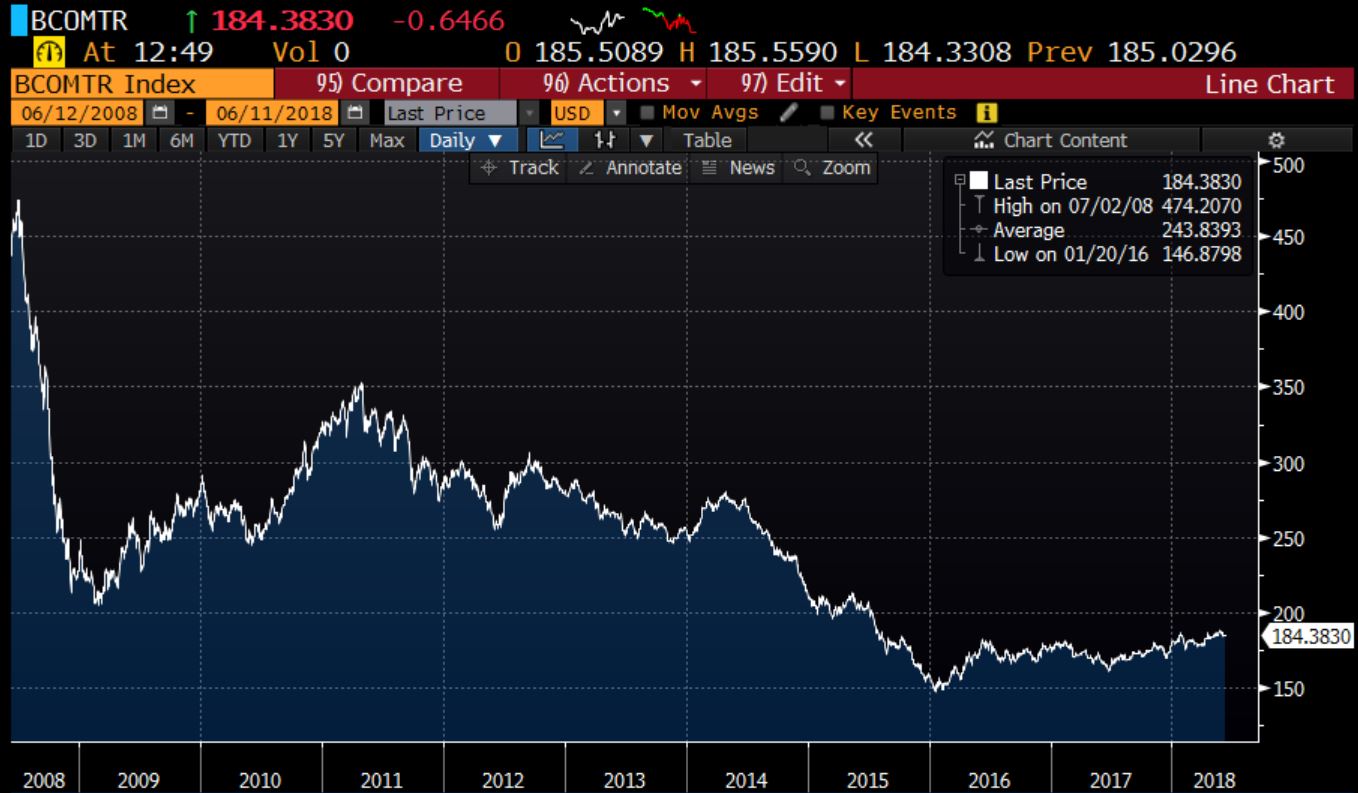 BCOMTR ↑ 184.3830 -0.6466
At 12:49 Vol 0 O 185.5089 H 185.5590 L 184.3308 Prev 185.0296
BCOMTR Index 95) Compare 96) Actions 97) Edit Line Chart
06/12/2008 - 06/11/2018 Last Price USD Mov Avgs Key Events i
1D 3D 1M 6M YTD 1Y 5Y Max Daily ▼ ▼ Table « Chart Content
Track Annotate News Zoom
Last Price 184.3830
High on 07/02/08 474.2070
Average 243.8393
Low on 01/20/16 146.8798
500
450
400
350
300
250
200
184.3830
150
2008 2009 2010 2011 2012 2013 2014 2015 2016 2017 2018